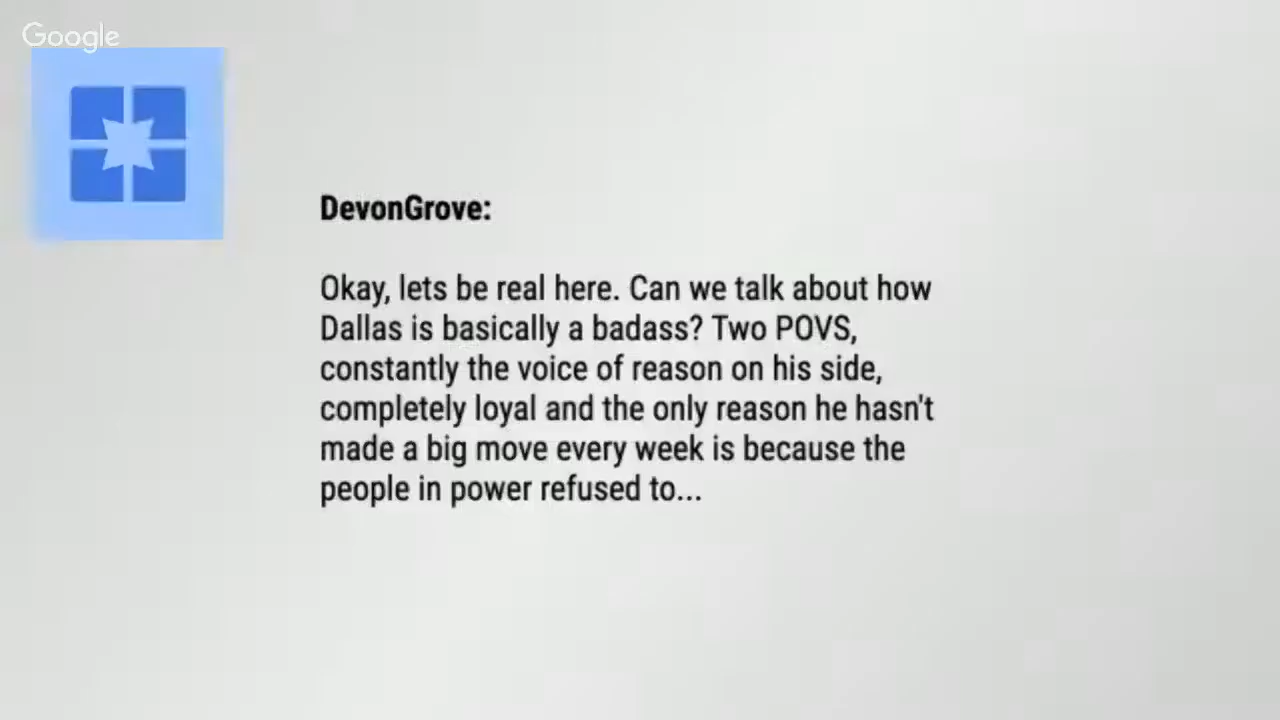 Google
DevonGrove:
Okay, lets be real here. Can we talk about how
Dallas is basically a badass? Two POVS,
constantly the voice of reason on his side,
completely loyal and the only reason he hasn't
made a big move every week is because the
people in power refused to...